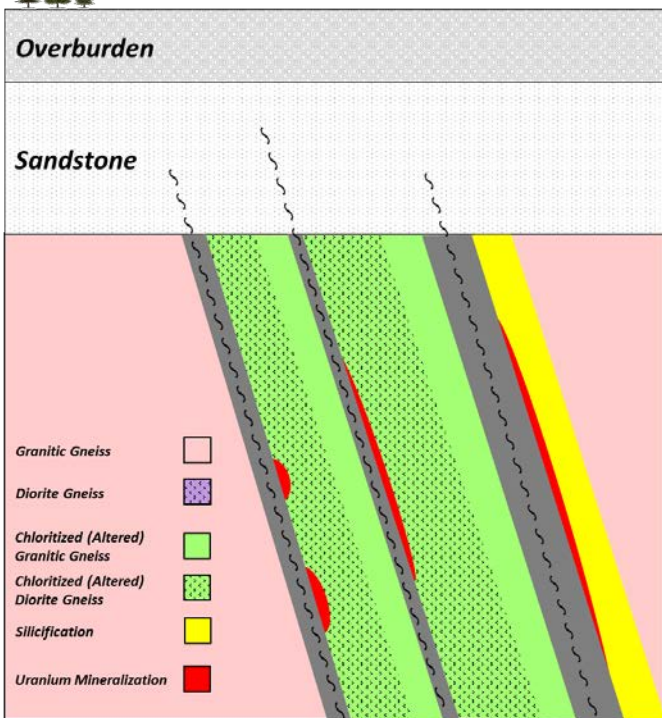 Overburden
Sandstone
Granitic Gneiss
Diorite Gneiss
Chloritized (Altered)
Granitic Gneiss
Chloritized (Altered)
Diorite Gneiss
Silicification
Uranium Mineralization